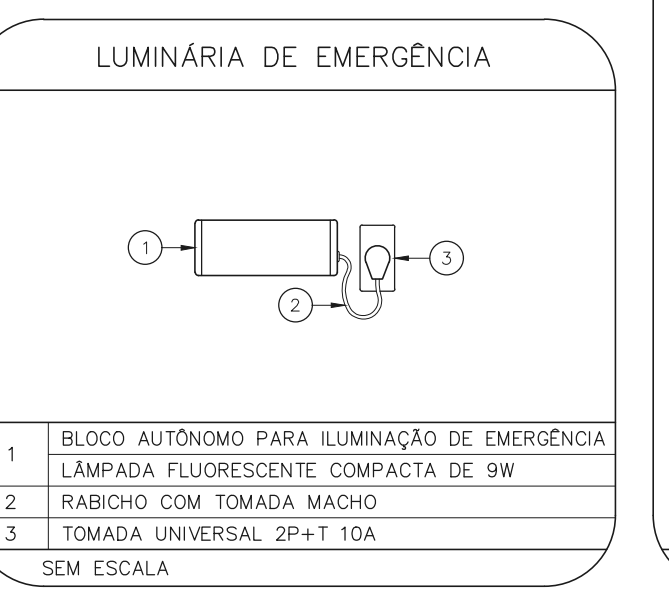 LUMINÁRIA DE EMERGÊNCIA
1
3
2
1 BLOCO AUTÔNOMO PARA ILUMINAÇÃO DE EMERGÊNCIA
LÂMPADA FLUORESCENTE COMPACTA DE 9W
2 RABICHO COM TOMADA MACHO
3 TOMADA UNIVERSAL 2P+T 10A
SEM ESCALA